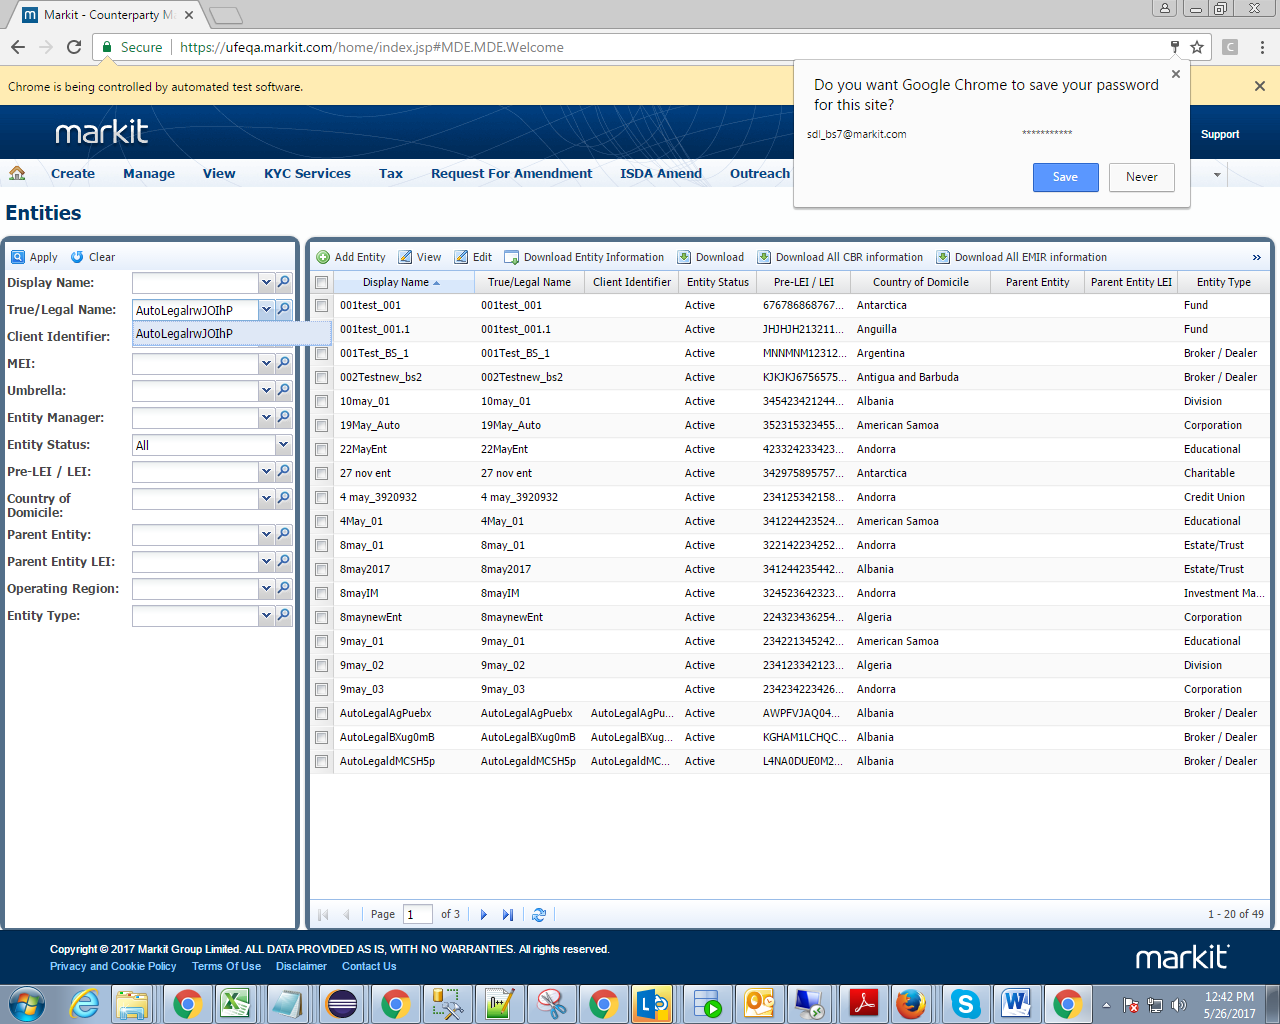 Markit - Counterparty M
Secure https://ufeqa.markit.com/home/index.jsp#MDE.MDE.Welcome
Chrome is being controlled by automated test software.
Do you want Google Chrome to save your password
for this site?
sdl_bs7@markit.com ***********
Save Never
markit
Support
Create Manage View KYC Services Tax Request For Amendment ISDA Amend Outreach
Entities
Apply Clear
Display Name:
True/Legal Name: AutoLegalrwJOIhP
AutoLegalrwJOIhP
Client Identifier:
MEI:
Umbrella:
Entity Manager:
Entity Status: All
Pre-LEI / LEI:
Country of
Domicile:
Parent Entity:
Parent Entity LEI:
Operating Region:
Entity Type:
Add Entity View Edit Download Entity Information Download Download All CBR information Download All EMIR information »
Display Name True/Legal Name Client Identifier Entity Status Pre-LEI / LEI Country of Domicile Parent Entity Parent Entity LEI Entity Type
001test_001 001test_001 Active 676786868767... Antarctica Fund
001test_001.1 001test_001.1 Active JHJHJH213211... Anguilla Fund
001Test_BS_1 001Test_BS_1 Active MNNMNM12312... Argentina Broker / Dealer
002Testnew_bs2 002Testnew_bs2 Active KJKJKJ6756575... Antigua and Barbuda Broker / Dealer
10may_01 10may_01 Active 345423421244... Albania Division
19May_Auto 19May_Auto Active 352315323455... American Samoa Corporation
22MayEnt 22MayEnt Active 423324233423... Andorra Educational
27 nov ent 27 nov ent Active 342975895757... Antarctica Charitable
4 may_3920932 4 may_3920932 Active 234125342158... Andorra Credit Union
4May_01 4May_01 Active 341224423524... American Samoa Educational
8may_01 8may_01 Active 322142234252... Andorra Estate/Trust
8may2017 8may2017 Active 341244235442... Albania Estate/Trust
8mayIM 8mayIM Active 324523642323... Andorra Investment Ma...
8maynewEnt 8maynewEnt Active 224323436254... Algeria Corporation
9may_01 9may_01 Active 234221345242... American Samoa Educational
9may_02 9may_02 Active 234123342123... Algeria Division
9may_03 9may_03 Active 234234223426... Andorra Corporation
AutoLegalAgPuebx AutoLegalAgPuebx AutoLegalAgPu... Active AWPFVJAQ04... Albania Broker / Dealer
AutoLegalBXug0mB AutoLegalBXug0mB AutoLegalBXug... Active KGHAM1LCHQC... Albania Broker / Dealer
AutoLegaldMCSH5p AutoLegaldMCSH5p AutoLegaldMC... Active L4NA0DUE0M2... Albania Broker / Dealer
Page 1 of 3
1 - 20 of 49
Copyright © 2017 Markit Group Limited. ALL DATA PROVIDED AS IS, WITH NO WARRANTIES. All rights reserved.
Privacy and Cookie Policy Terms Of Use Disclaimer Contact Us
markit
12:42 PM
5/26/2017